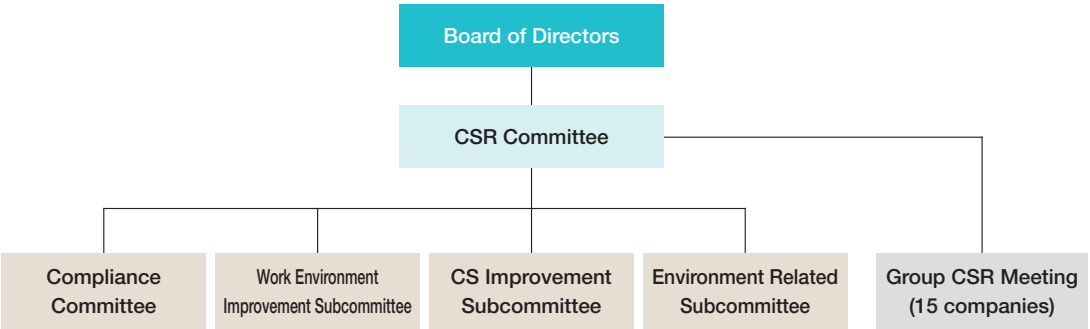 Board of Directors
CSR Committee
Compliance
Committee
Work Environment
Improvement Subcommittee
CS Improvement
Subcommittee
Environment Related
Subcommittee
Group CSR Meeting
(15 companies)